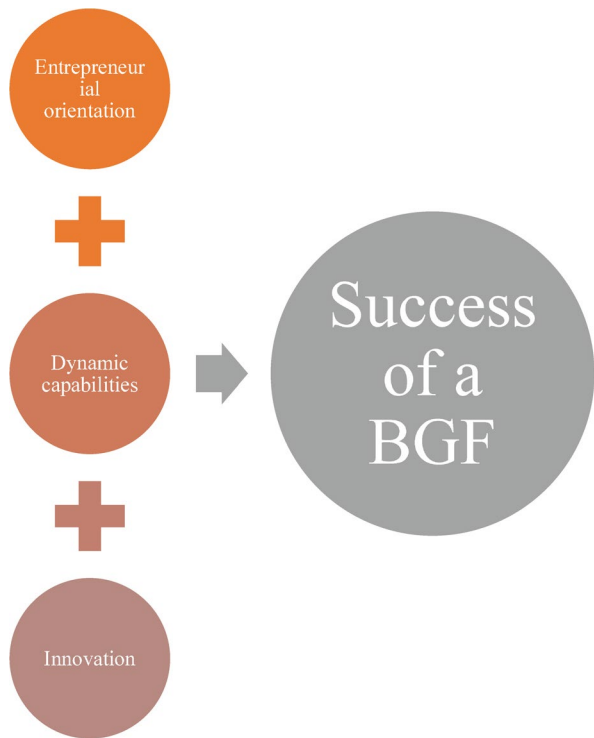 Entrepreneur
ial
orientation
Dynamic
capabilities
Innovation
Success
of a
BGF